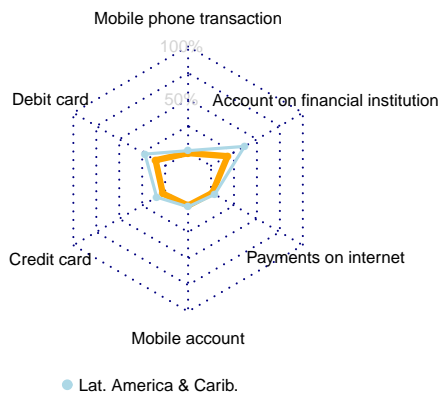 Mobile phone transaction
100%
Debit card
50%
Account on financial institution
Credit card
Payments on internet
Mobile account
Lat. America & Carib.